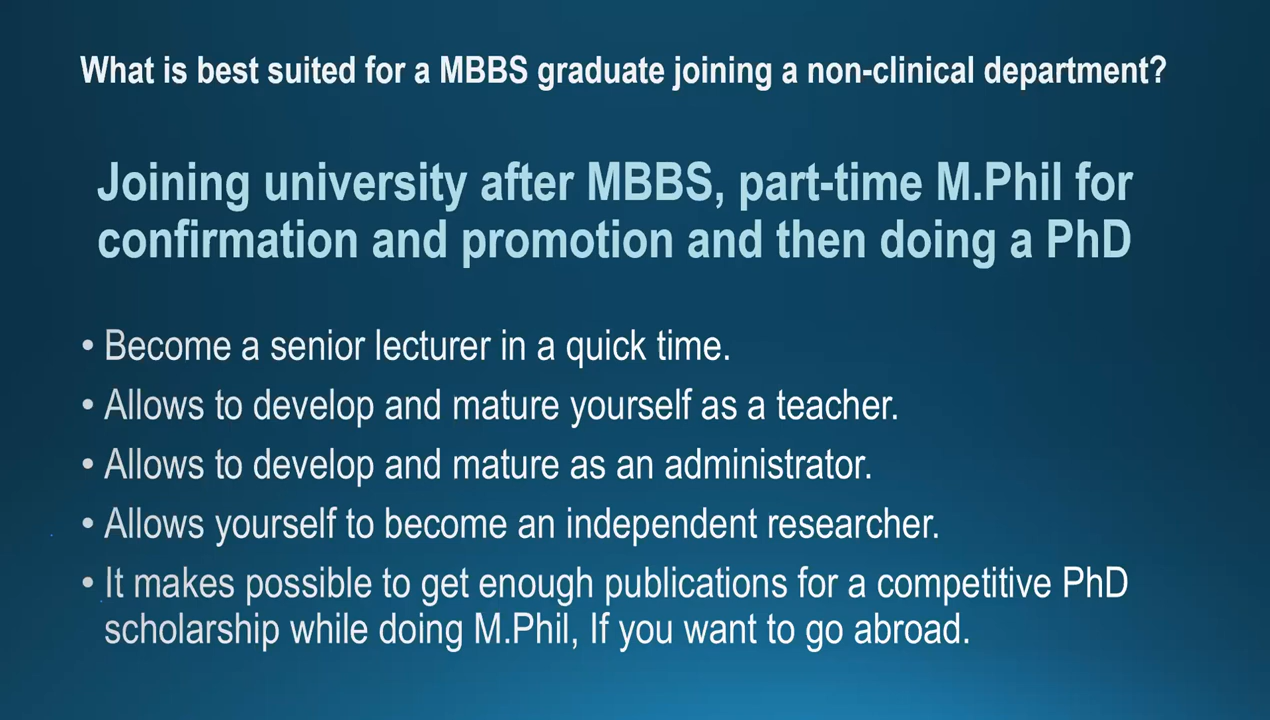 What is best suited for a MBBS graduate joining a non-clinical department?
Joining university after MBBS, part-time M.Phil for
confirmation and promotion and then doing a PhD
• Become a senior lecturer in a quick time.
• Allows to develop and mature yourself as a teacher.
• Allows to develop and mature as an administrator.
• Allows yourself to become an independent researcher.
• It makes possible to get enough publications for a competitive PhD
scholarship while doing M.Phil, If you want to go abroad.